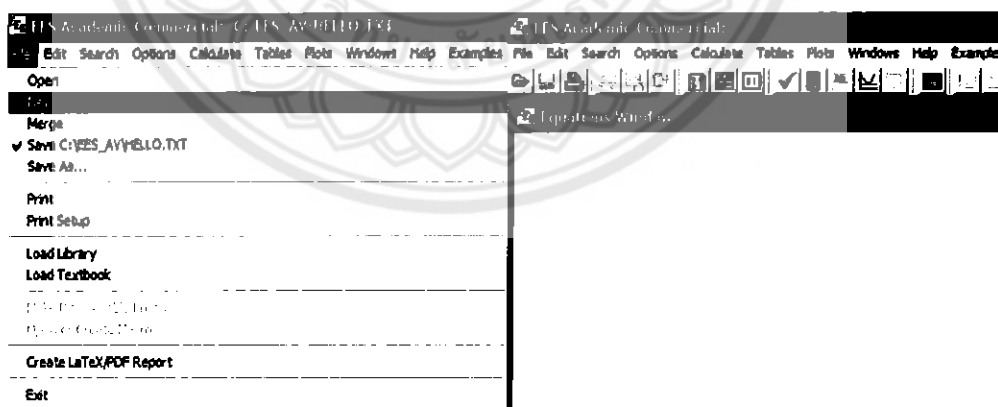 EES Academic Commercial: C:\EES_AV\HELLO.TXT
Edit Search Options Calculate Tables Plots Windows Help Examples
Open
Merge
✔ Save C:\EES_AV\HELLO.TXT
Save As...
Print
Print Setup
Load Library
Load Textbook
Create LaTeX/PDF Report
Exit
EES Academic Commercial:
File Edit Search Options Calculate Tables Plots Windows Help Example
Equations Window